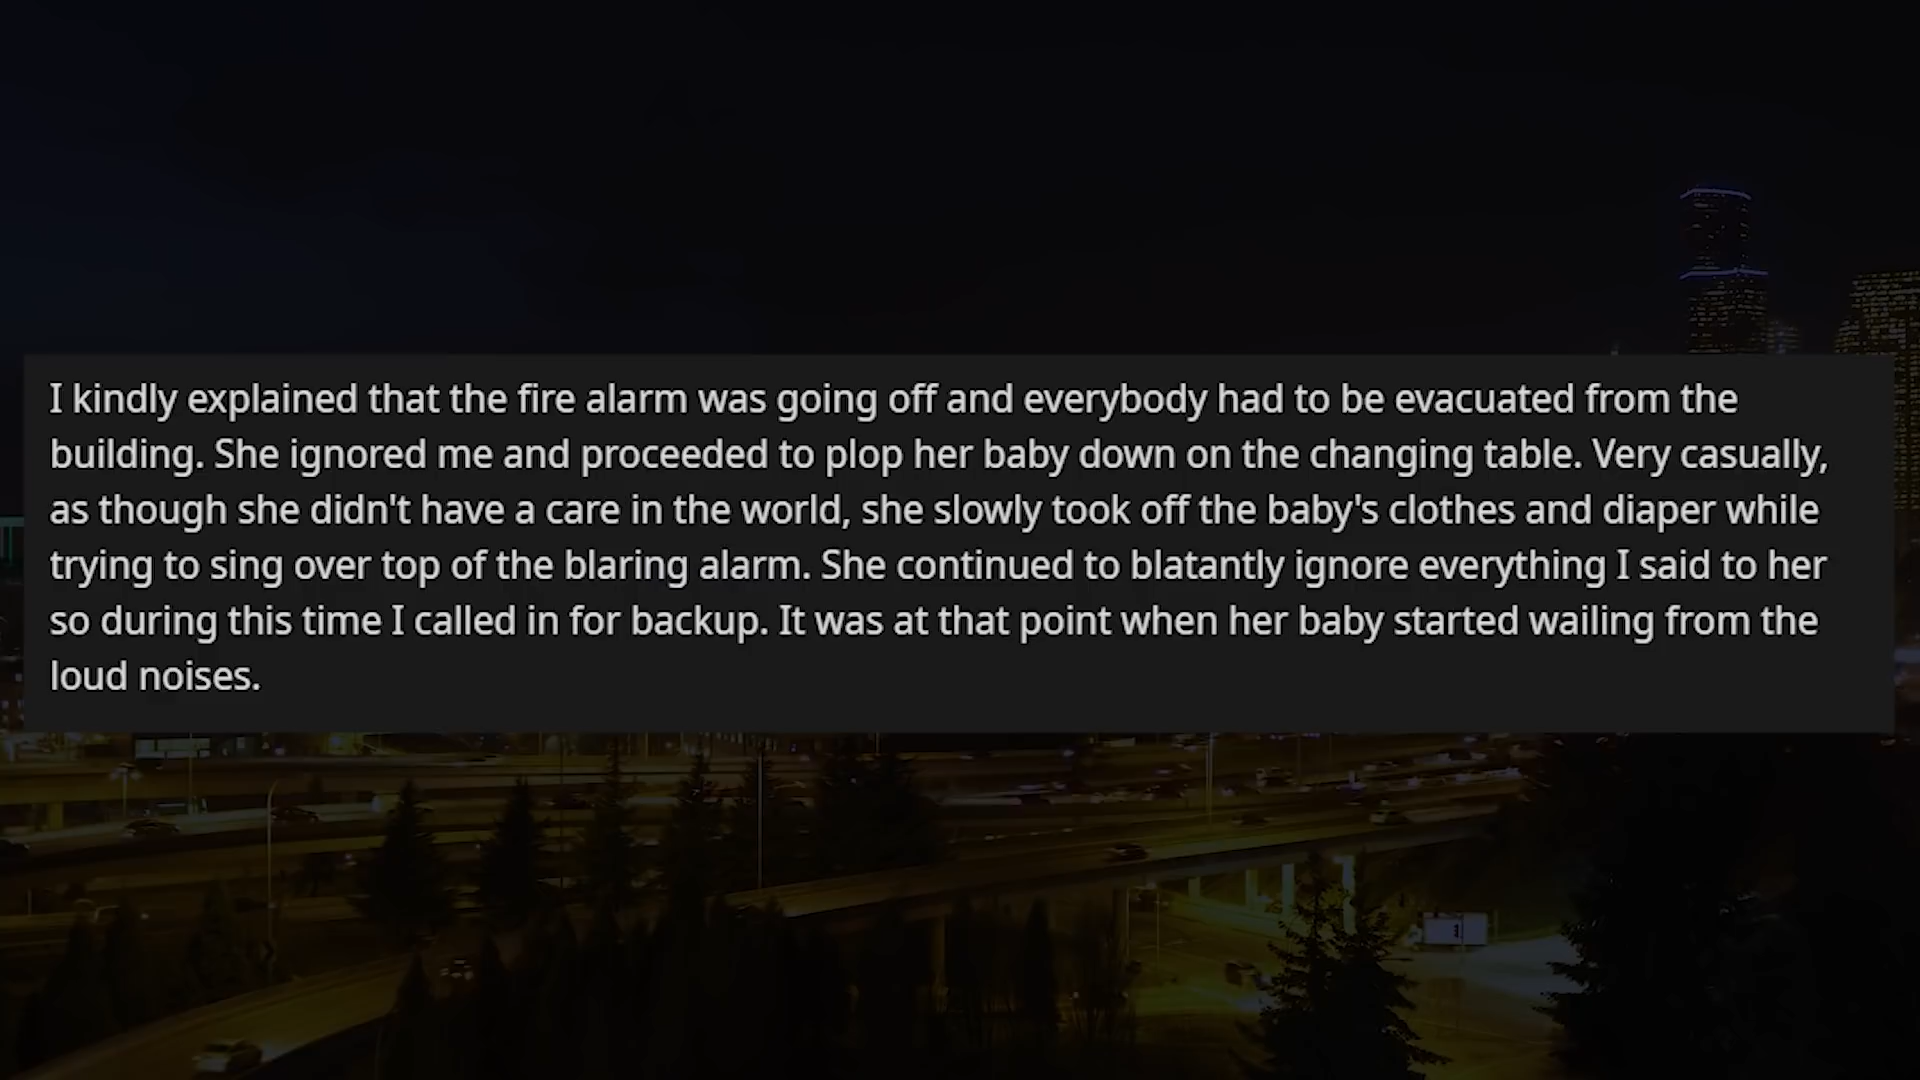 I kindly explained that the fire alarm was going off and everybody had to be evacuated from the
building. She ignored me and proceeded to plop her baby down on the changing table. Very casually,
as though she didn't have a care in the world, she slowly took off the baby's clothes and diaper while
trying to sing over top of the blaring alarm. She continued to blatantly ignore everything I said to her
so during this time I called in for backup. It was at that point when her baby started wailing from the
loud noises.